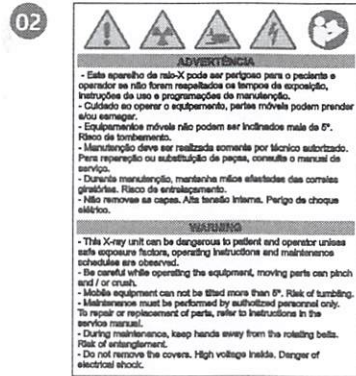 02
ADVERTÊNCIA
- Este aparelho de raio-X pode ser perigoso para o paciente e
operador se não forem respeitados os tempos de exposição,
instruções de uso e programações de manutenção.
- Cuidado ao operar o equipamento, partes móveis podem prender
e/ou esmagar.
- Equipamentos móveis não podem ser inclinados mais de 5°.
Risco de tombamento.
- Manutenção deve ser realizada somente por técnico autorizado.
Para reparação ou substituição de peças, consulte o manual de
serviço.
- Durante manutenção, mantenha mãos afastadas das correias
giratórias. Risco de entrelaçamento.
- Não remover as capas. Alta tensão interna. Perigo de choque
elétrico.
WARNING
- This X-ray unit can be dangerous to patient and operator unless
safe exposure factors, operating instructions and maintenance
schedules are observed.
- Be careful while operating the equipment, moving parts can pinch
and / or crush.
- Mobile equipment can not be tilted more than 5°. Risk of tumbling.
- Maintenance must be performed by authorized personnel only.
To repair or replacement of parts, refer to instructions in the
service manual.
- During maintenance, keep hands away from the rotating belts.
Risk of entanglement.
- Do not remove the covers. High voltage inside. Danger of
electrical shock.